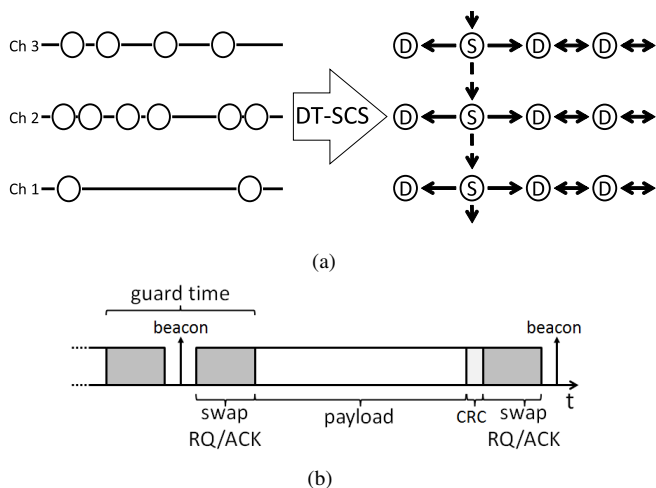 Ch 3
Ch 2
Ch 1
DT-SCS
D S D D
D S D D
D S D D
(a)
guard time
beacon
beacon
t
swap
RQ/ACK
payload
CRC
swap
RQ/ACK
(b)